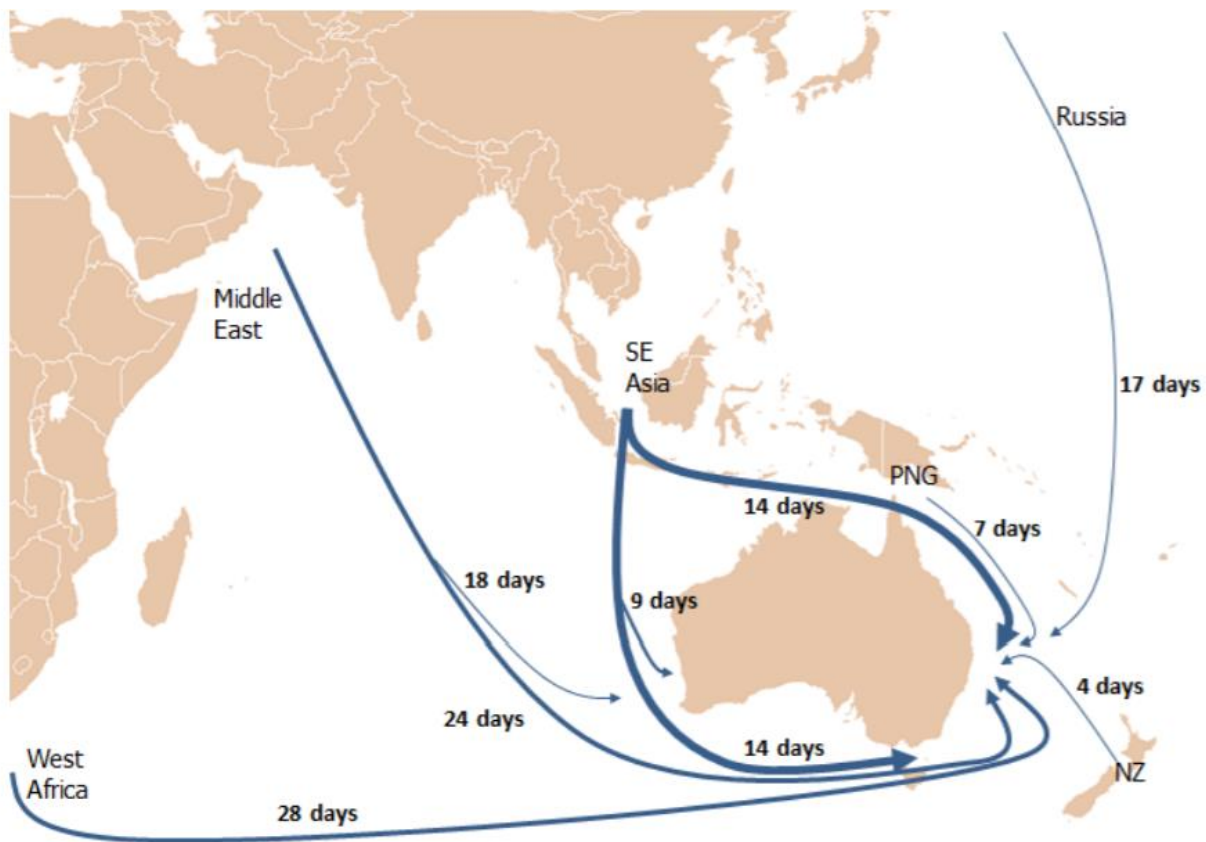 Russia
Middle
East
SE
Asia
17 days
PNG
14 days
7 days
18 days
9 days
4 days
24 days
14 days
West
Africa
NZ
28 days